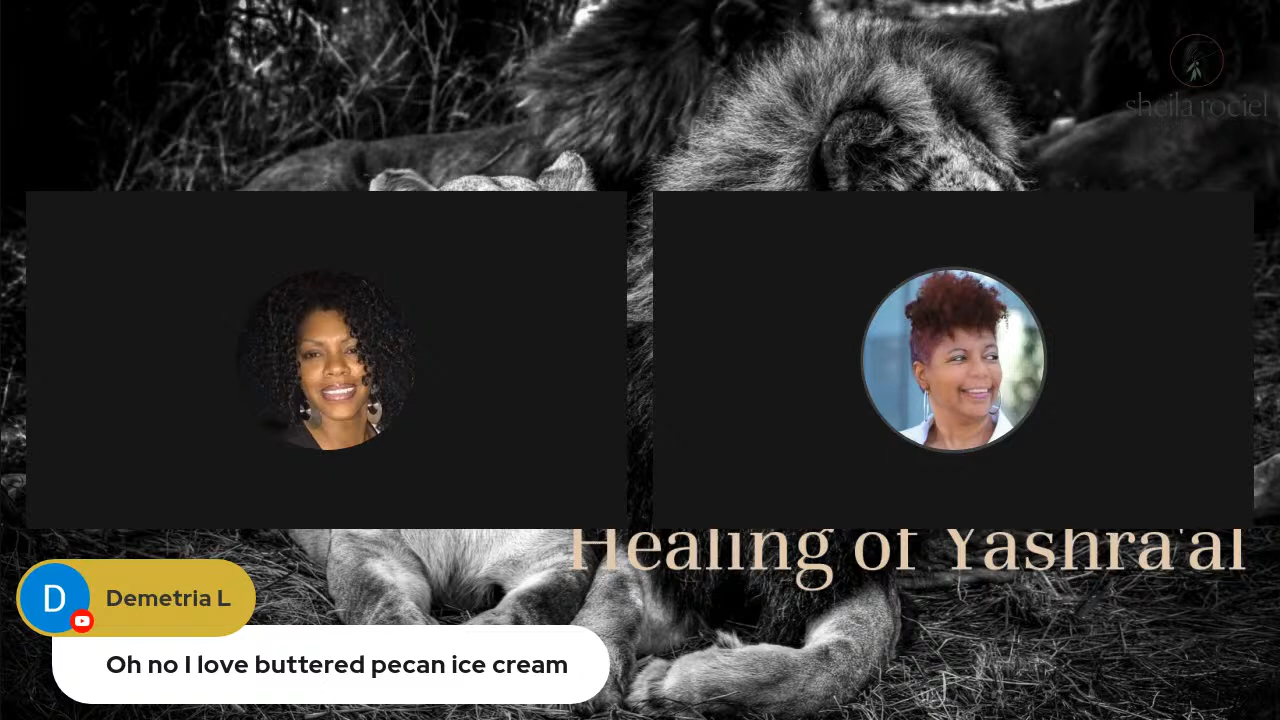 sheila rociel
Healing of Yashra'al
D
Demetria L
Oh no I love buttered pecan ice cream